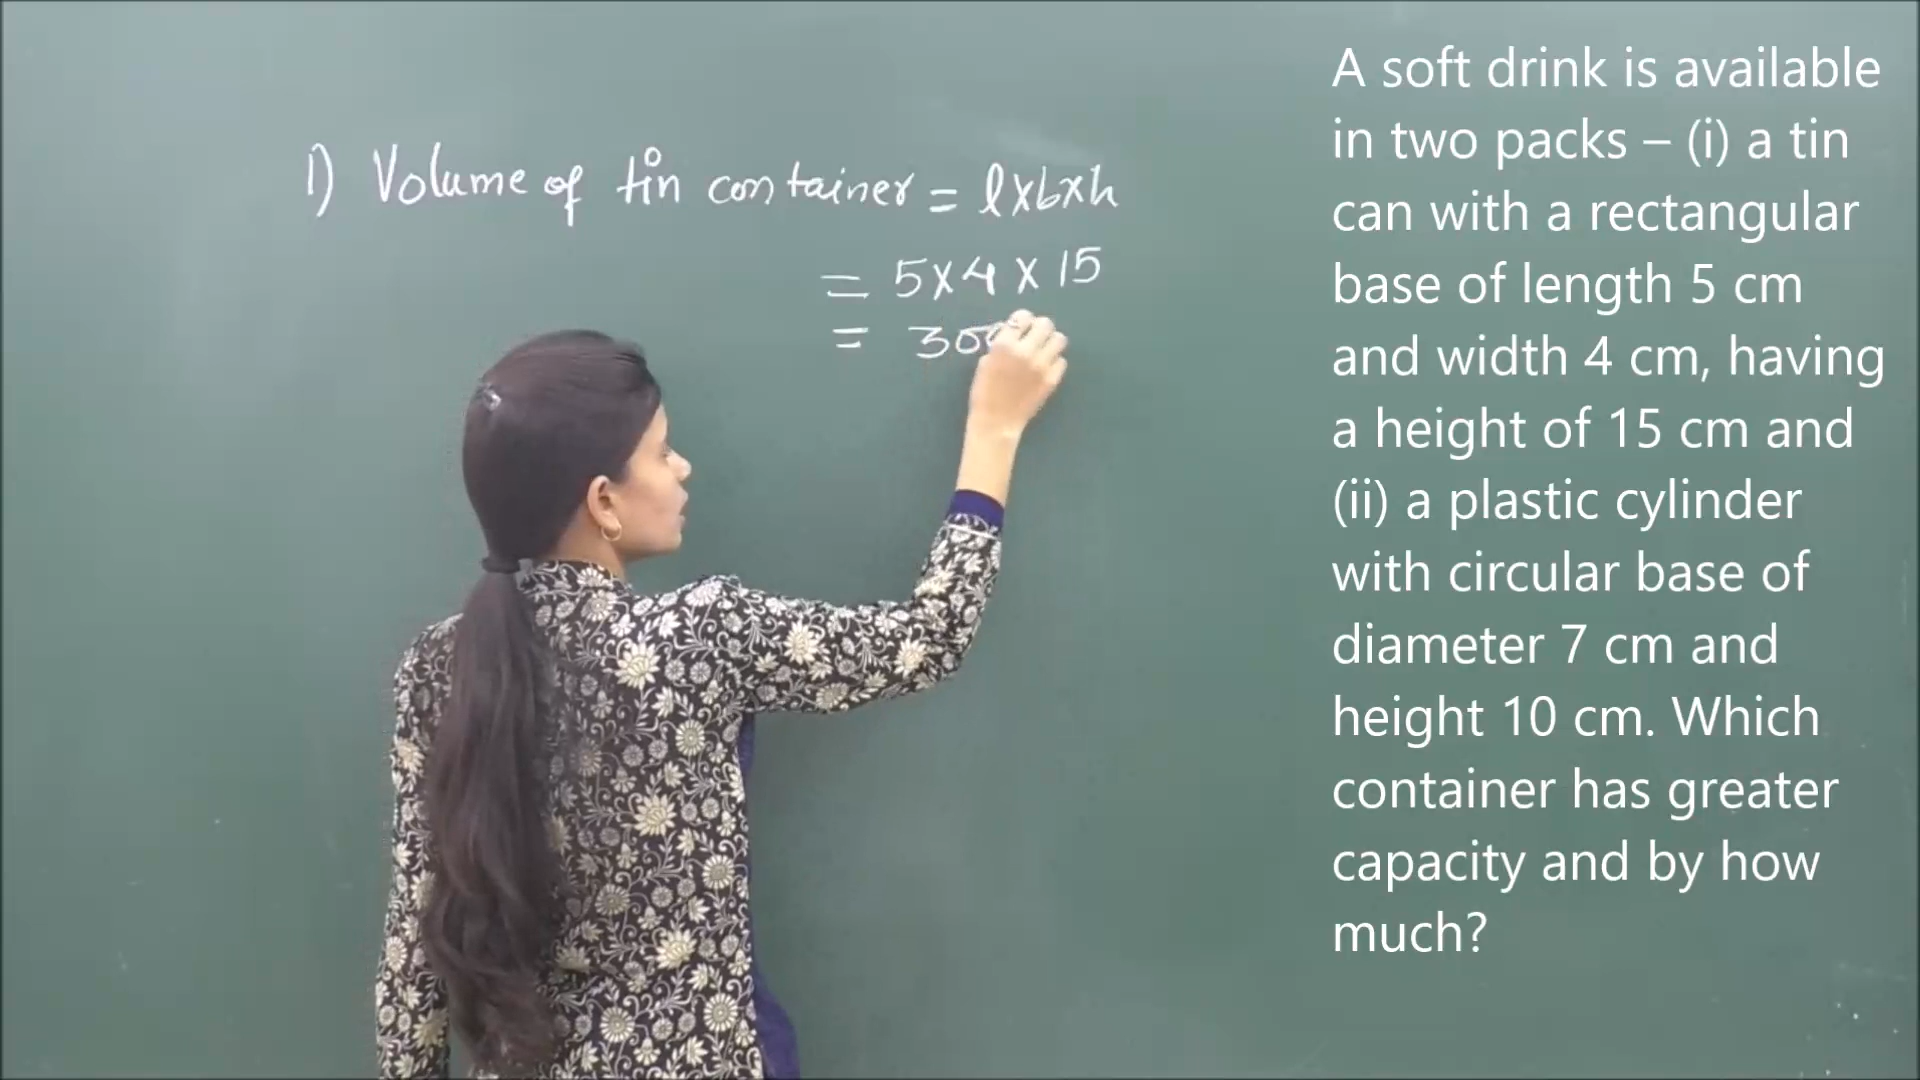 1) Volume of tin container = l×b×h
= 5×4×15
= 300
A soft drink is available
in two packs – (i) a tin
can with a rectangular
base of length 5 cm
and width 4 cm, having
a height of 15 cm and
(ii) a plastic cylinder
with circular base of
diameter 7 cm and
height 10 cm. Which
container has greater
capacity and by how
much?